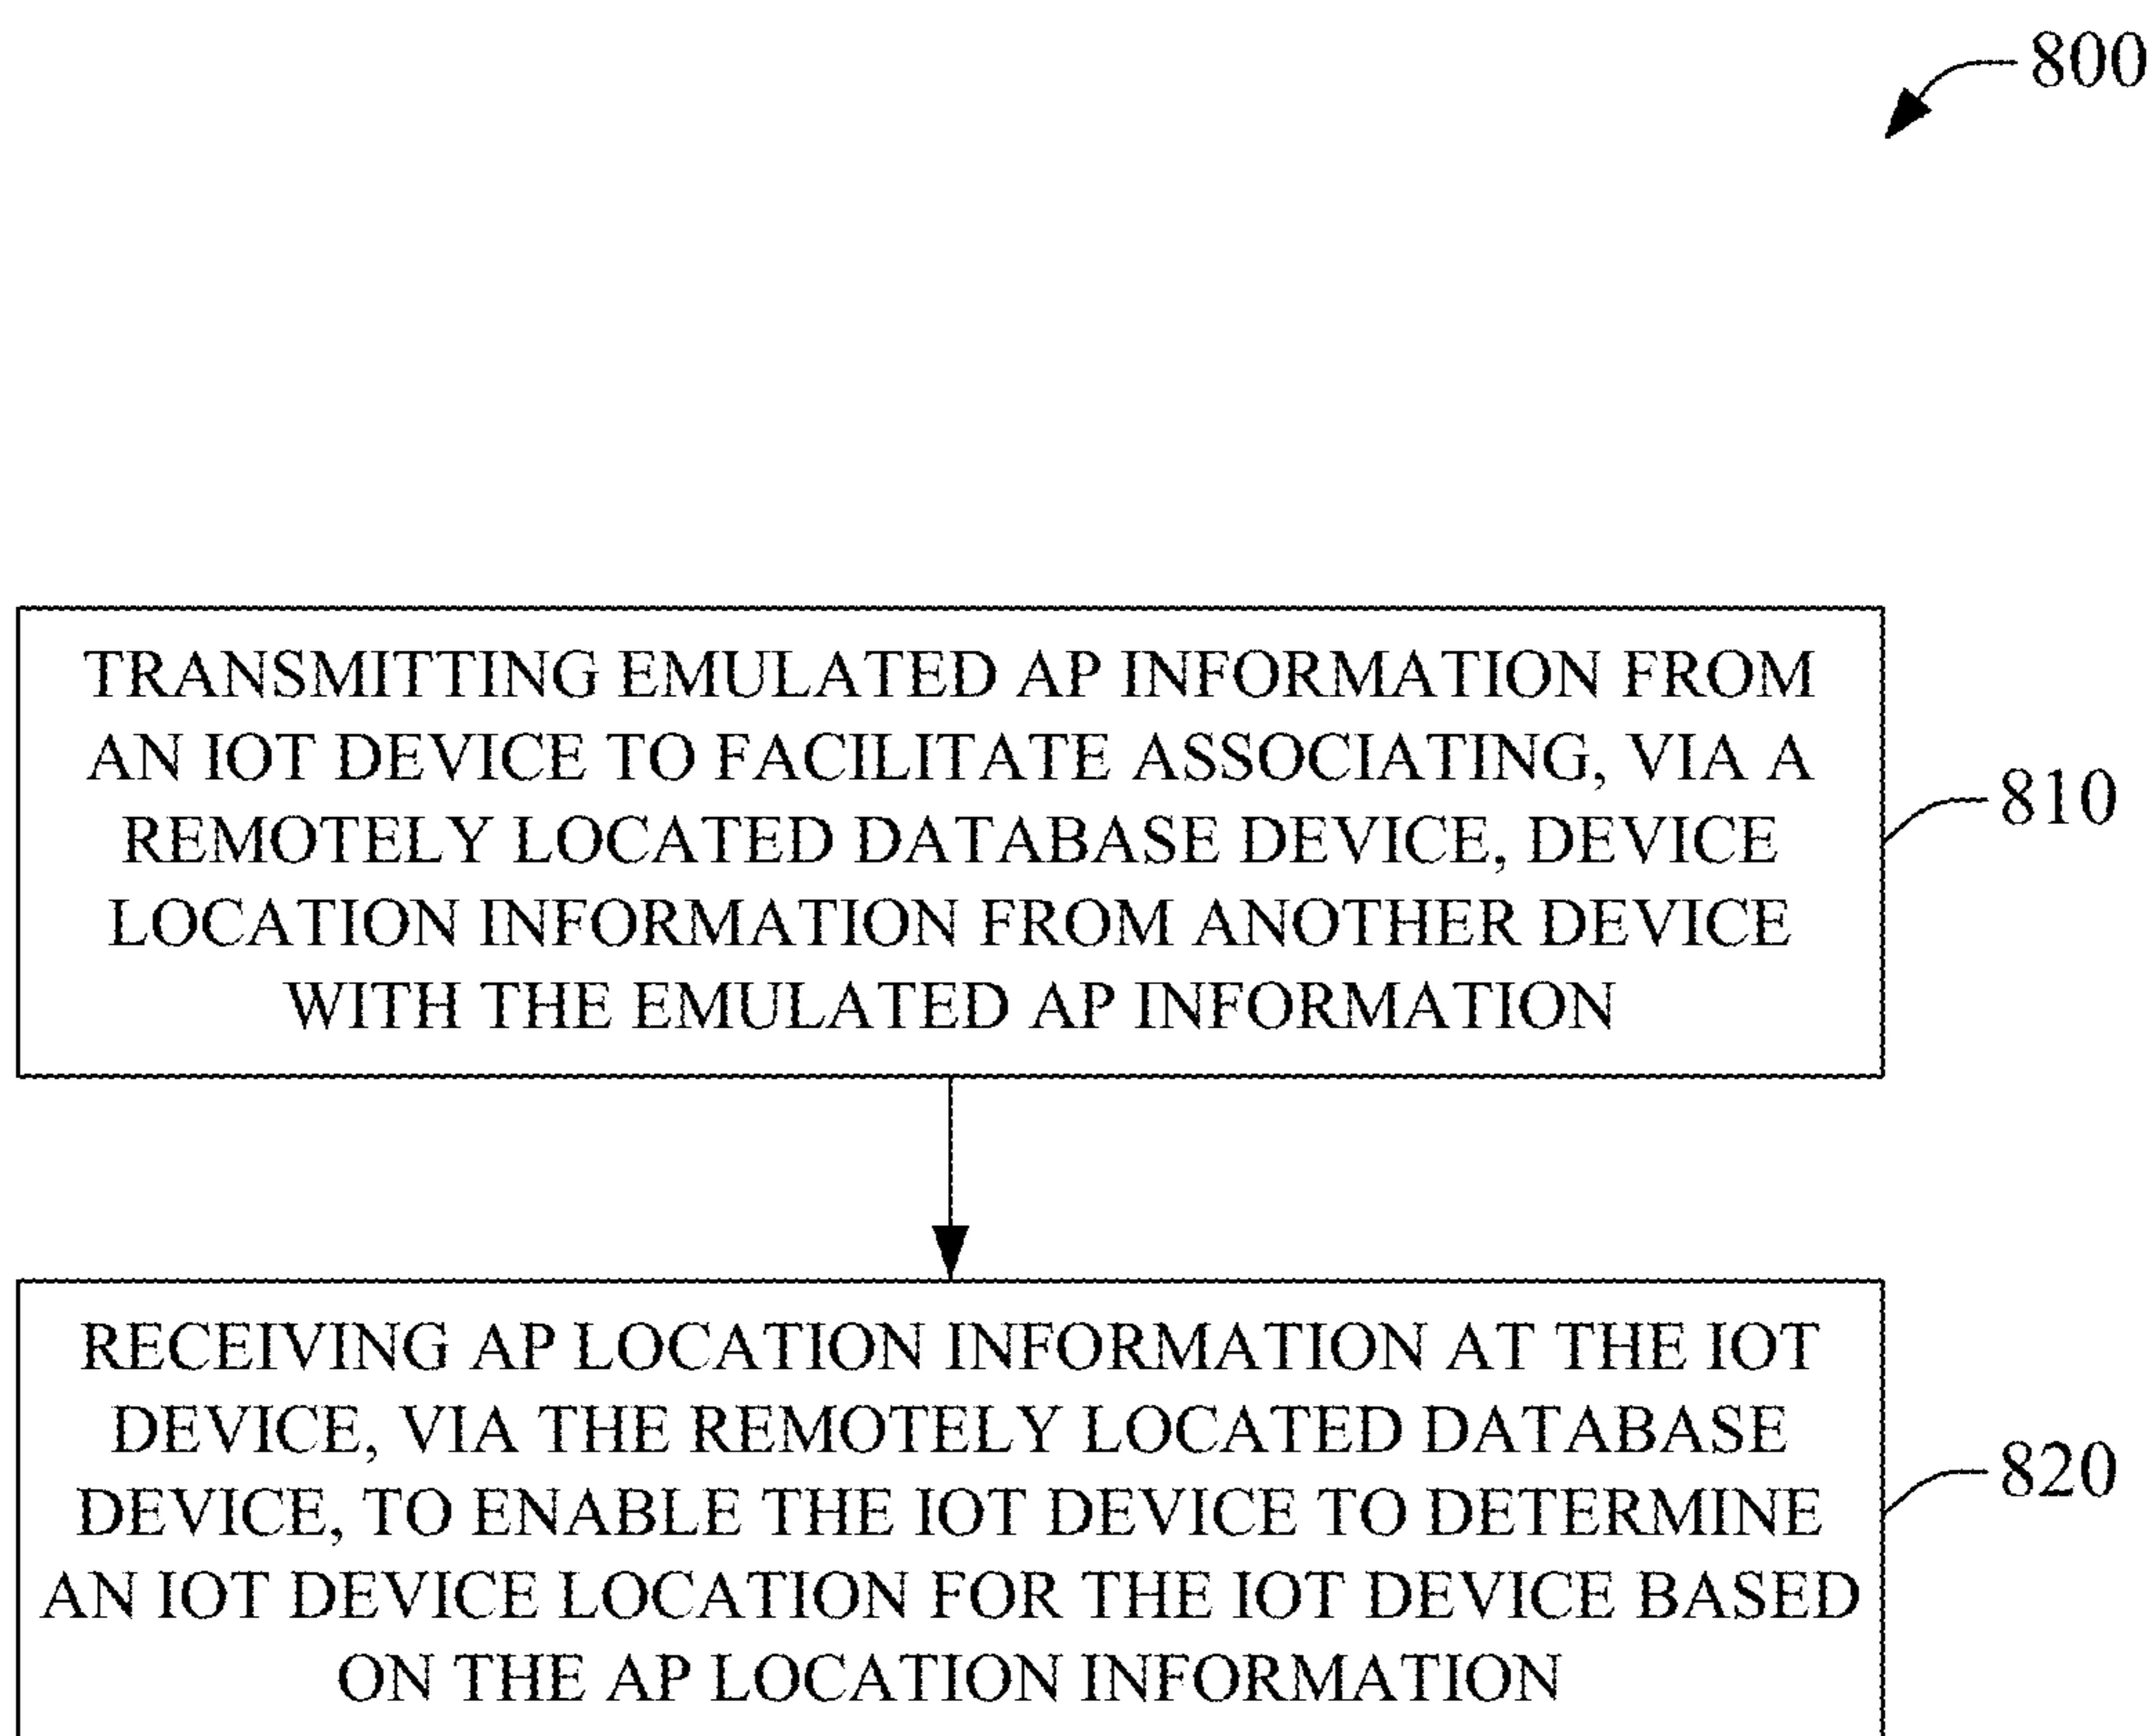 800
TRANSMITTING EMULATED AP INFORMATION FROM
AN IOT DEVICE TO FACILITATE ASSOCIATING, VIA A
REMOTELY LOCATED DATABASE DEVICE, DEVICE
LOCATION INFORMATION FROM ANOTHER DEVICE
WITH THE EMULATED AP INFORMATION
810
RECEIVING AP LOCATION INFORMATION AT THE IOT
DEVICE, VIA THE REMOTELY LOCATED DATABASE
DEVICE, TO ENABLE THE IOT DEVICE TO DETERMINE
AN IOT DEVICE LOCATION FOR THE IOT DEVICE BASED
ON THE AP LOCATION INFORMATION
820